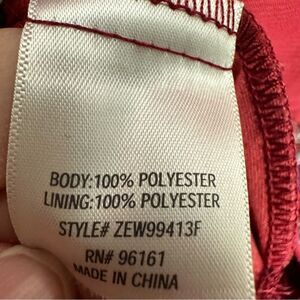 BODY:100% POLYESTER
LINING:100% POLYESTER
STYLE# ZEW99413F
RN# 96161
MADE IN CHINA